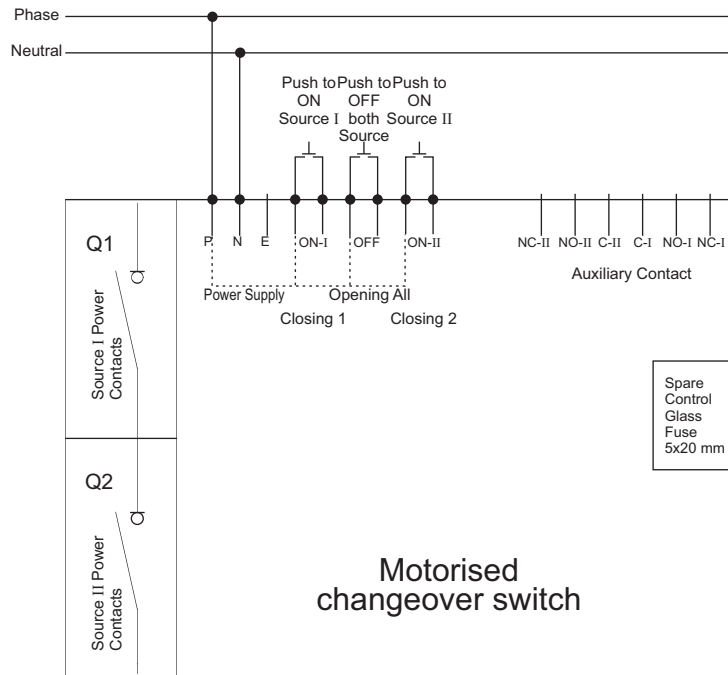 Phase
Neutral
Push to Push to Push to
ON OFF ON
Source I both Source II
Source
P N E ON-I OFF ON-II NC-II NO-II C-II C-I NO-I NC-I
Power Supply Opening All Auxiliary Contact
Closing 1 Closing 2
Q1
Source I Power
Contacts
Spare
Control
Glass
Fuse
5x20 mm
Q2
Source II Power
Contacts
Motorised
changeover switch